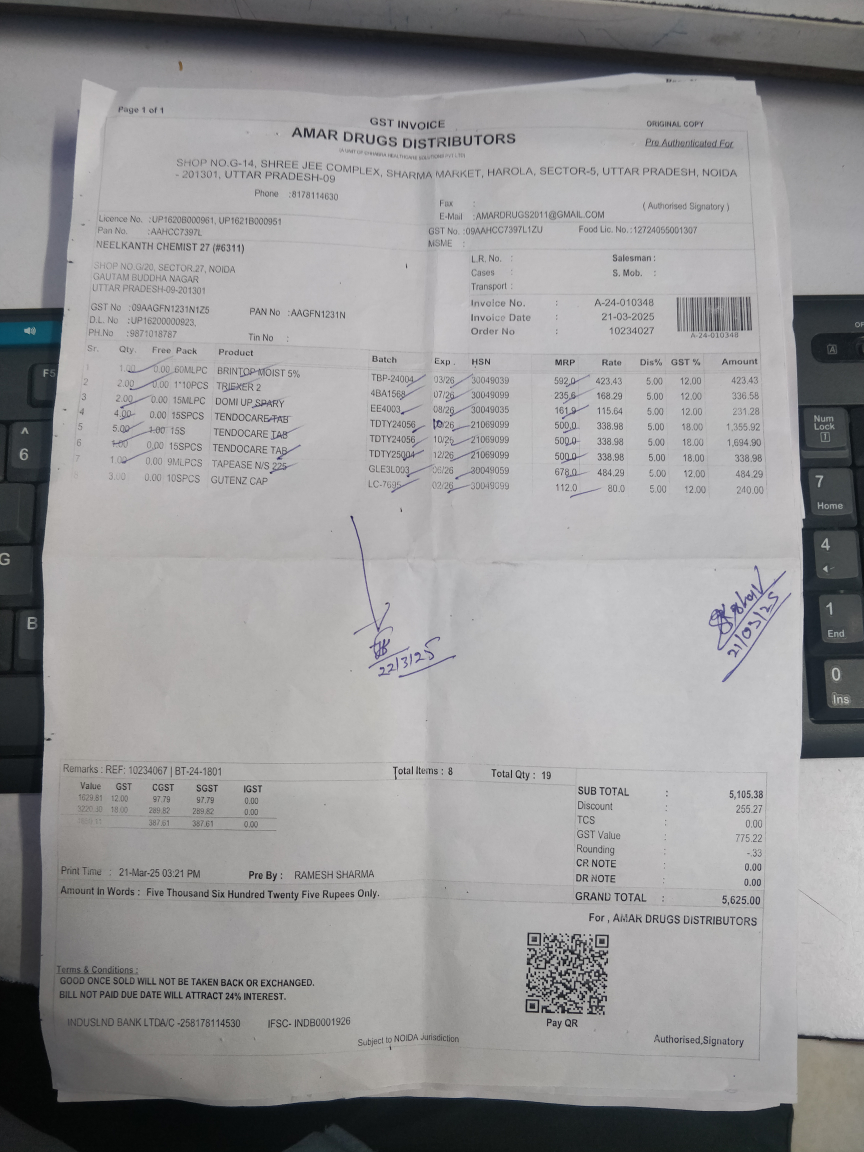 Page 1 of 1
GST INVOICE
ORIGINAL COPY
AMAR DRUGS DISTRIBUTORS
Pre Authenticated For
SHOP NO.G-14, SHREE JEE COMPLEX, SHARMA MARKET, HAROLA, SECTOR-5, UTTAR PRADESH, NOIDA
- 201301, UTTAR PRADESH-09
Phone :8178114630
Fax :
( Authorised Signatory )
E-Mail :AMARDRUGS2011@GMAIL.COM
Licence No. :UP1620B000961, UP1621B000951
GST No. :09AAHCC7397L1ZU Food Lic. No.:12724055001307
Pan No. :AAHCC7397L
MSME :
NEELKANTH CHEMIST 27 (#6311)
SHOP NO.G/20, SECTOR,27, NOIDA
GAUTAM BUDDHA NAGAR
UTTAR PRADESH-09-201301
L.R. No. : Salesman :
Cases : S. Mob. :
Transport :
GST No :09AAGFN1231N1Z5 PAN No :AAGFN1231N
D.L. No :UP16200000923,
PH.No :9871018787 Tin No :
Invoice No. : A-24-010348
Invoice Date : 21-03-2025
Order No : 10234027
A-24-010348
Sr. Qty. Free Pack Product Batch Exp . HSN MRP Rate Dis% GST % Amount
1 1.00 0.00 60MLPC BRINTOP MOIST 5% TBP-24004 03/26 30049039 592.0 423.43 5.00 12.00 423.43
2 2.00 0.00 1*10PCS TRIEXER 2 4BA1568 07/26 30049099 235.6 168.29 5.00 12.00 336.58
3 2.00 0.00 15MLPC DOMI UP SPARY EE4003 08/26 30049035 161.9 115.64 5.00 12.00 231.28
4 4.00 0.00 15SPCS TENDOCARE TAB TDTY24056 10/26 21069099 500.0 338.98 5.00 18.00 1,355.92
5 5.00 1.00 15S TENDOCARE TAB TDTY24056 10/25 21069099 500.0 338.98 5.00 18.00 1,694.90
6 1.00 0.00 15SPCS TENDOCARE TAB TDTY25004 12/26 21069099 500.0 338.98 5.00 18.00 338.98
7 1.00 0.00 9MLPCS TAPEASE N/S 225 GLE3L003 /26 30049059 678.0 484.29 5.00 12.00 484.29
3.00 0.00 10SPCS GUTENZ CAP LC-7695 02/26 30049099 112.0 80.0 5.00 12.00 240.00
22/3/25
21/03/25
Remarks : REF: 10234067 | BT-24-1801
Total Items : 8 Total Qty : 19
Value GST CGST SGST IGST
1629.81 12.00 97.79 97.79 0.00
3220.30 18.00 289.82 289.82 0.00
387.61 387.61 0.00
SUB TOTAL : 5,105.38
Discount : 255.27
TCS : 0.00
GST Value : 775.22
Rounding : -.33
CR NOTE : 0.00
DR NOTE : 0.00
GRAND TOTAL : 5,625.00
Print Time : 21-Mar-25 03:21 PM Pre By : RAMESH SHARMA
Amount In Words : Five Thousand Six Hundred Twenty Five Rupees Only.
For , AMAR DRUGS DISTRIBUTORS
Terms & Conditions :
GOOD ONCE SOLD WILL NOT BE TAKEN BACK OR EXCHANGED.
BILL NOT PAID DUE DATE WILL ATTRACT 24% INTEREST.
INDUSLND BANK LTDA/C -258178114530 IFSC- INDB0001926
Pay QR
Subject to NOIDA Jurisdiction
Authorised,Signatory
F5
^
6
G
B
Num
Lock
7
Home
4
1
End
0
Ins
A